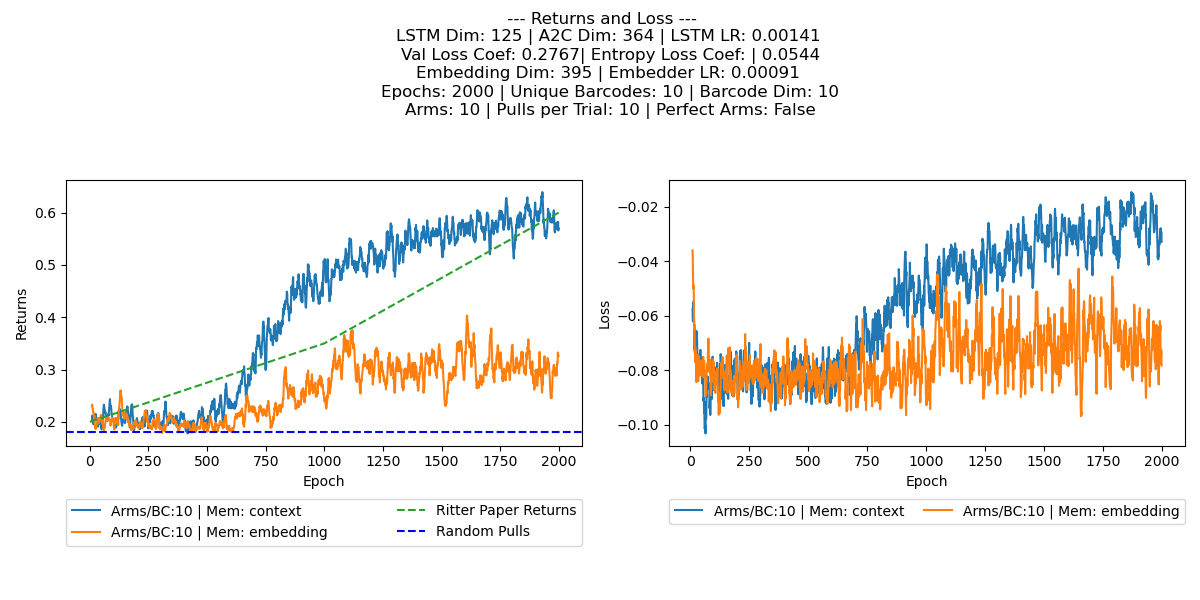 --- Returns and Loss ---
LSTM Dim: 125 | A2C Dim: 364 | LSTM LR: 0.00141
Val Loss Coef: 0.2767| Entropy Loss Coef: | 0.0544
Embedding Dim: 395 | Embedder LR: 0.00091
Epochs: 2000 | Unique Barcodes: 10 | Barcode Dim: 10
Arms: 10 | Pulls per Trial: 10 | Perfect Arms: False
Returns
0.6
0.5
0.4
0.3
0.2
0 250 500 750 1000 1250 1500 1750 2000
Epoch
Arms/BC:10 | Mem: context
Arms/BC:10 | Mem: embedding
Ritter Paper Returns
Random Pulls
Loss
−0.02
−0.04
−0.06
−0.08
−0.10
0 250 500 750 1000 1250 1500 1750 2000
Epoch
Arms/BC:10 | Mem: context
Arms/BC:10 | Mem: embedding